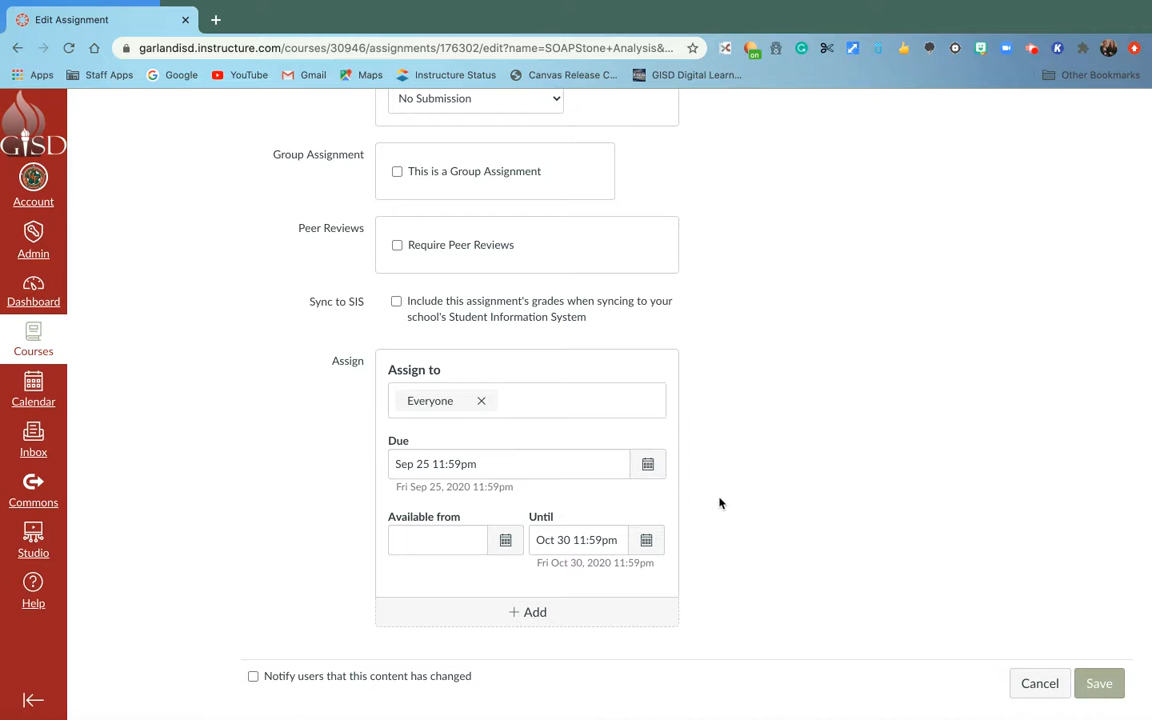 Edit Assignment
garlandisd.instructure.com/courses/30946/assignments/176302/edit?name=SOAPStone+Analysis&...
on
K
Apps
Staff Apps
Google
YouTube
Gmail
Maps
Instructure Status
Canvas Release C...
GISD Digital Learn...
Other Bookmarks
GISD
Account
Admin
Dashboard
Courses
Calendar
Inbox
Commons
Studio
Help
No Submission
Group Assignment
This is a Group Assignment
Peer Reviews
Require Peer Reviews
Sync to SIS
Include this assignment's grades when syncing to your
school's Student Information System
Assign
Assign to
Everyone
Due
Sep 25 11:59pm
Fri Sep 25, 2020 11:59pm
Available from
Until
Oct 30 11:59pm
Fri Oct 30, 2020 11:59pm
+ Add
Notify users that this content has changed
Cancel
Save